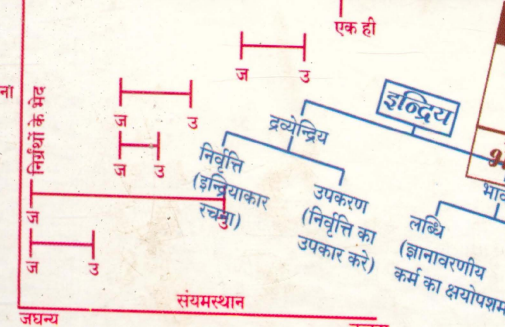 एक ही
ज उ
ज उ
ज उ
ज उ
ज उ
निर्ग्रंथों के भेद
संयमस्थान
जघन्य
इन्द्रिय
द्रव्येन्द्रिय
निर्वृत्ति
(इन्द्रियाकार
रचना)
उपकरण
(निर्वृत्ति का
उपकार करे)
लब्धि
(ज्ञानावरणीय
कर्म का क्षयोपशम